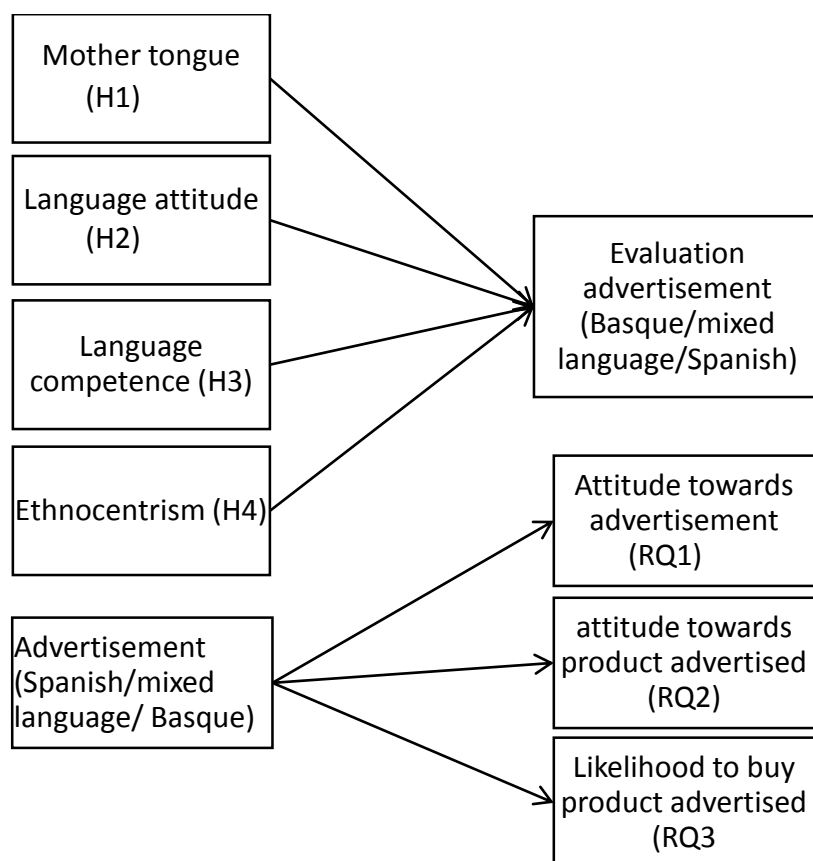 Mother tongue
(H1)
Language attitude
(H2)
Language
competence (H3)
Ethnocentrism (H4)
Advertisement
(Spanish/mixed
language/ Basque)
Evaluation
advertisement
(Basque/mixed
language/Spanish)
Attitude towards
advertisement
(RQ1)
attitude towards
product advertised
(RQ2)
Likelihood to buy
product advertised
(RQ3